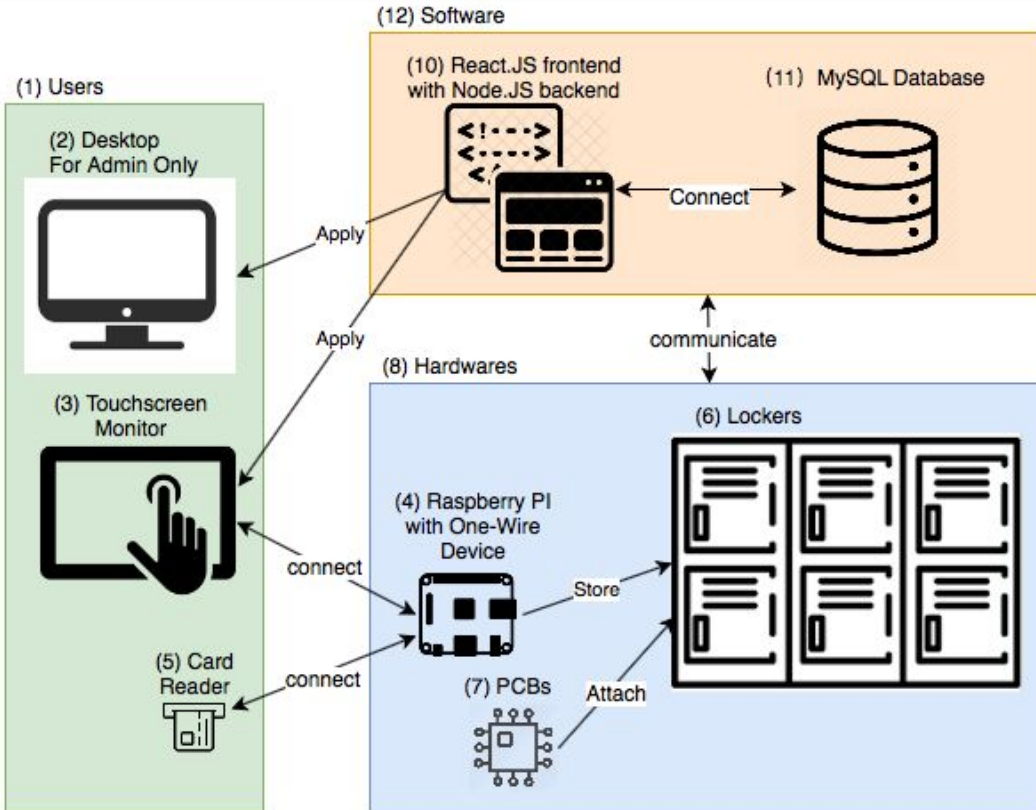 (12) Software
(10) React.JS frontend
with Node.JS backend
(11) MySQL Database
Connect
(1) Users
(2) Desktop
For Admin Only
Apply
Apply
communicate
(3) Touchscreen
Monitor
(8) Hardwares
(6) Lockers
(4) Raspberry PI
with One-Wire
Device
connect
Store
(5) Card
Reader
connect
(7) PCBs
Attach